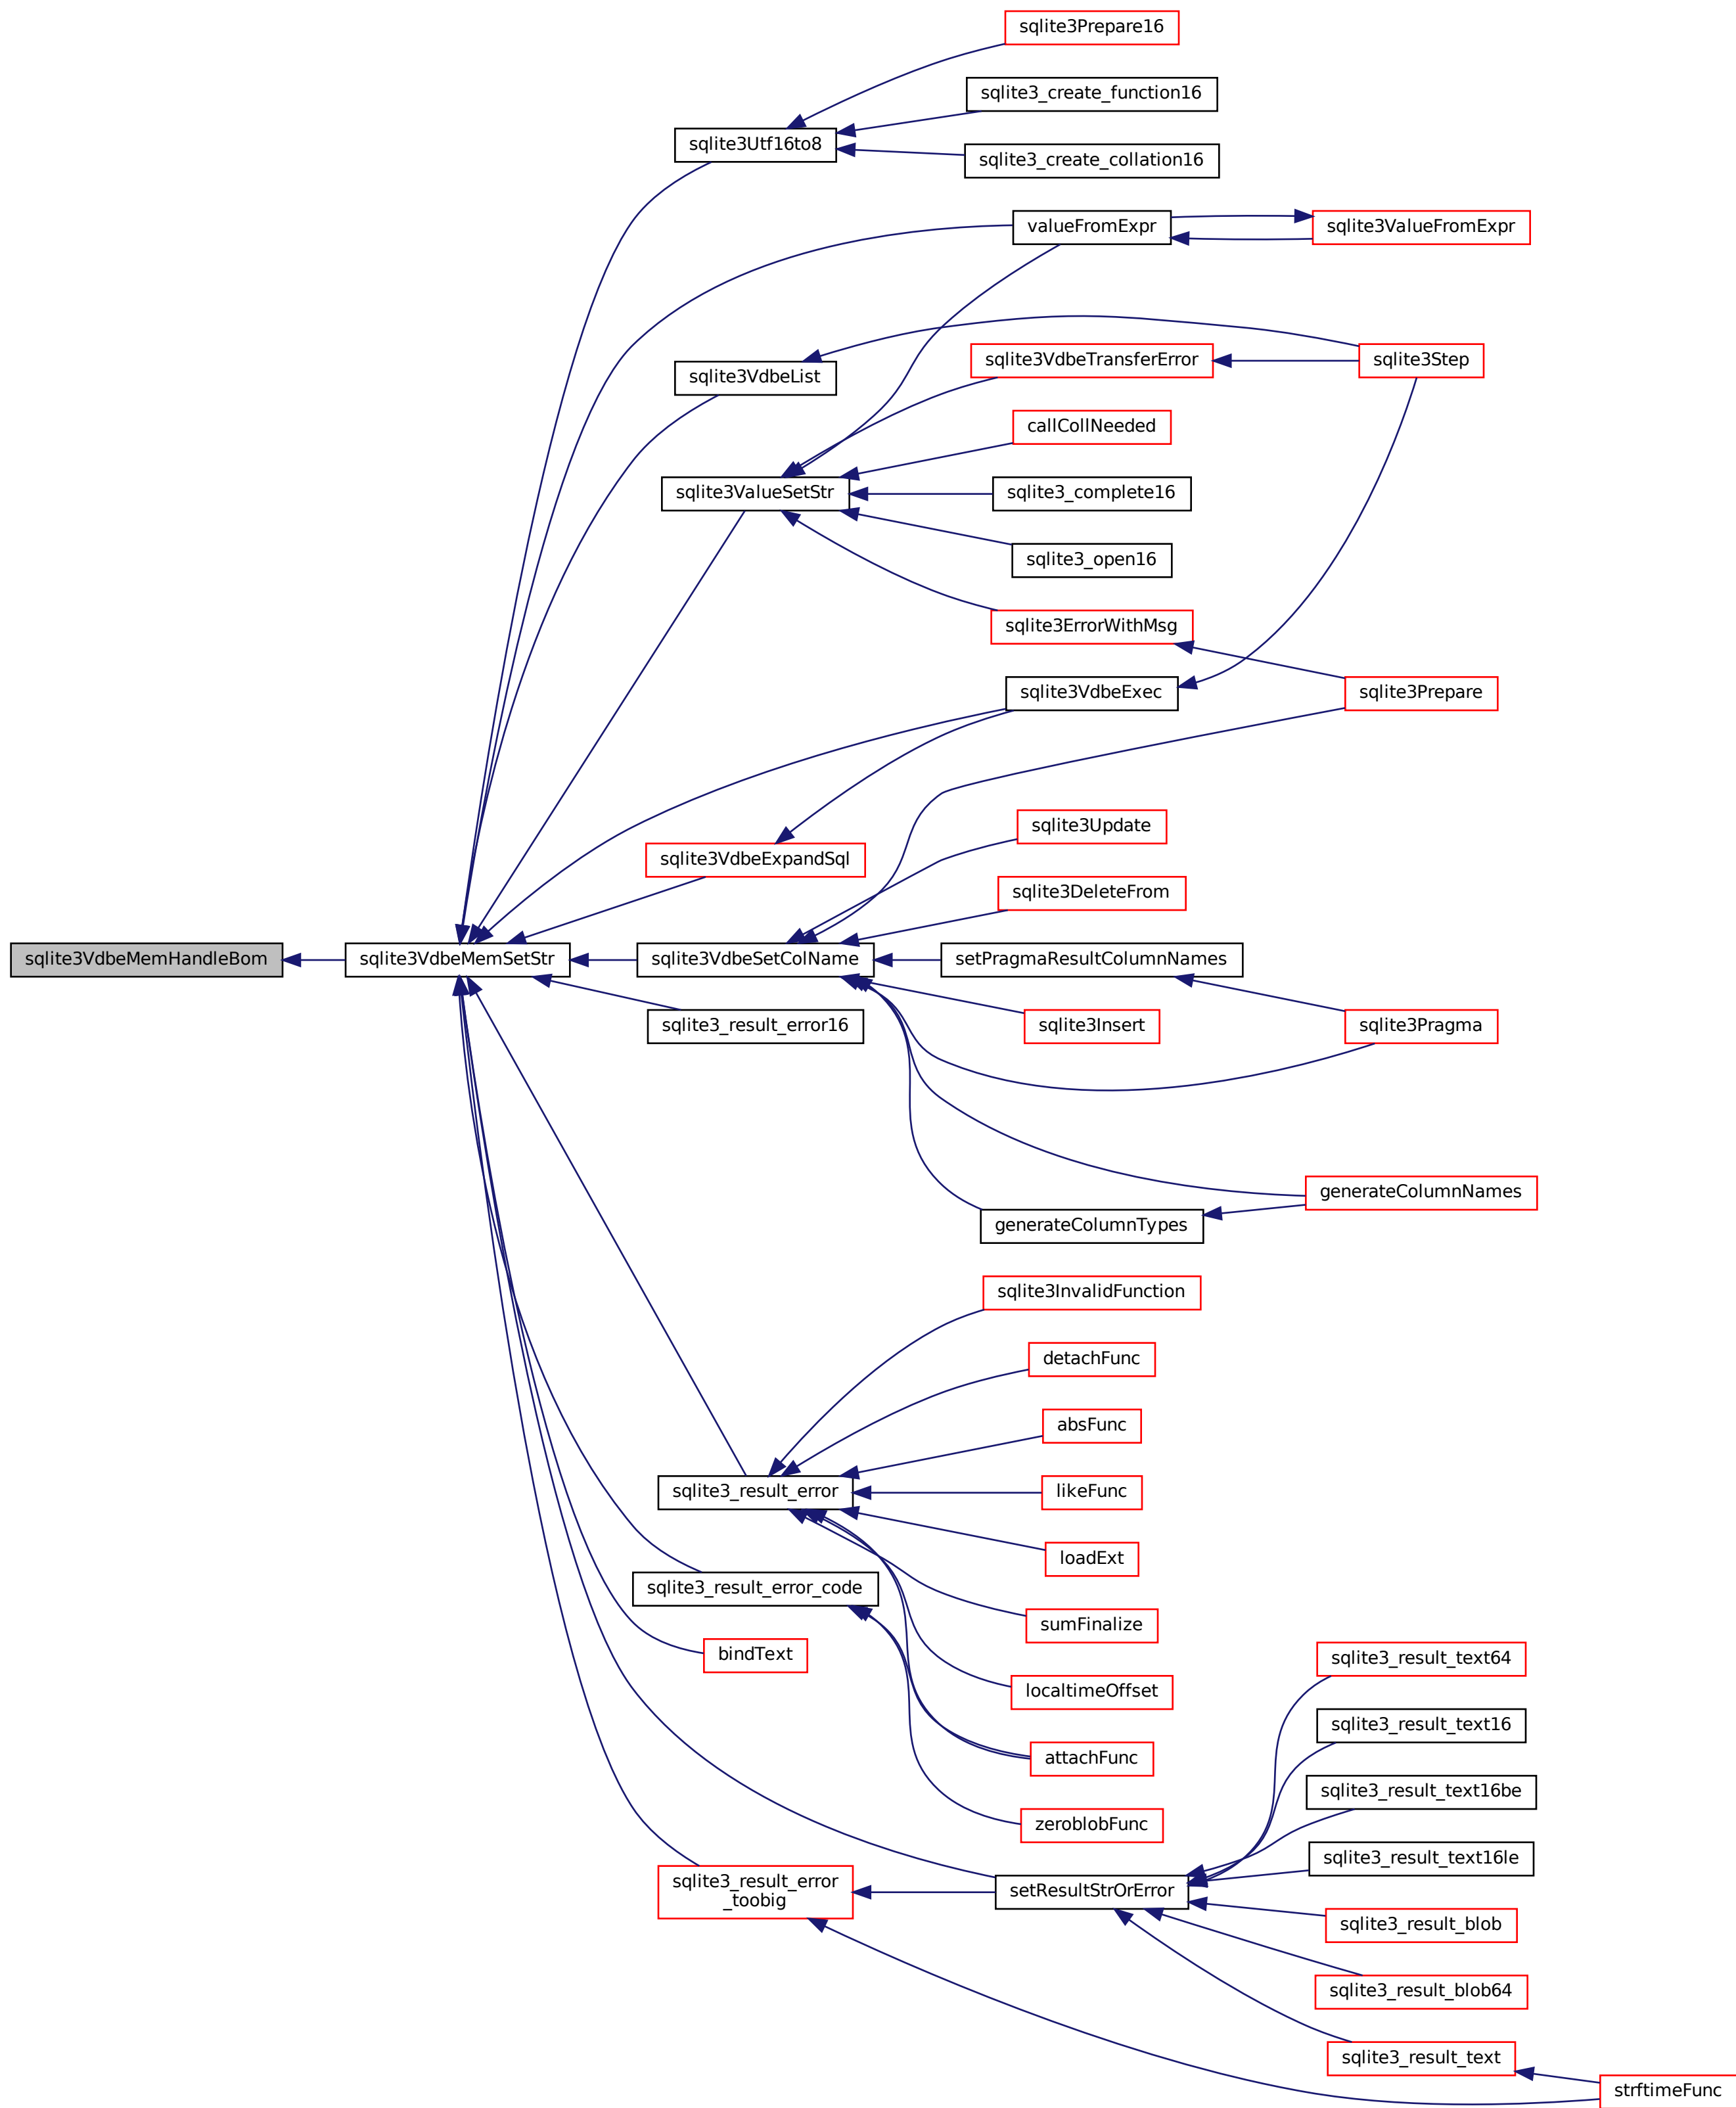 sqlite3Prepare16
sqlite3_create_function16
sqlite3Utf16to8
sqlite3_create_collation16
valueFromExpr
sqlite3ValueFromExpr
sqlite3VdbeTransferError
sqlite3Step
sqlite3VdbeList
callCollNeeded
sqlite3ValueSetStr
sqlite3_complete16
sqlite3_open16
sqlite3ErrorWithMsg
sqlite3VdbeExec
sqlite3Prepare
sqlite3Update
sqlite3VdbeExpandSql
sqlite3DeleteFrom
sqlite3VdbeMemHandleBom
sqlite3VdbeMemSetStr
sqlite3VdbeSetColName
setPragmaResultColumnNames
sqlite3_result_error16
sqlite3Insert
sqlite3Pragma
generateColumnNames
generateColumnTypes
sqlite3InvalidFunction
detachFunc
absFunc
sqlite3_result_error
likeFunc
loadExt
sqlite3_result_error_code
sumFinalize
bindText
sqlite3_result_text64
localtimeOffset
sqlite3_result_text16
attachFunc
sqlite3_result_text16be
zeroblobFunc
sqlite3_result_text16le
sqlite3_result_error
_toobig
setResultStrOrError
sqlite3_result_blob
sqlite3_result_blob64
sqlite3_result_text
strftimeFunc